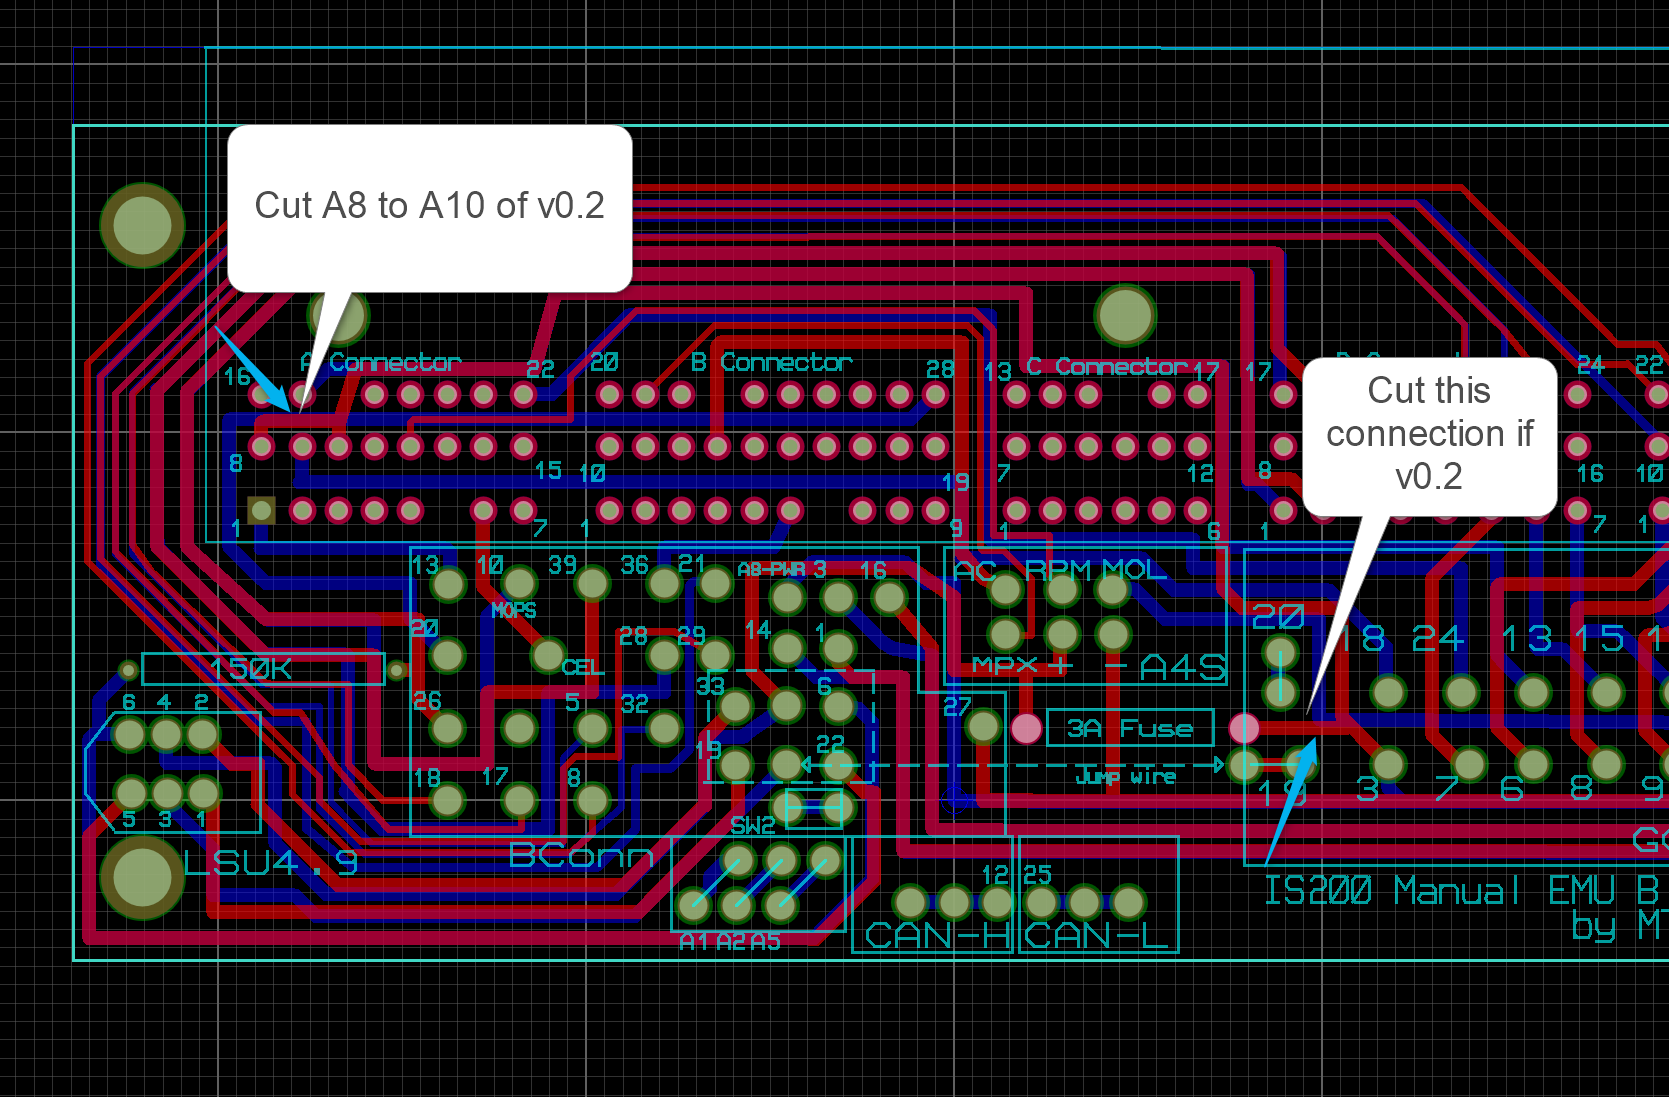 Cut A8 to A10 of v0.2
A Connector
B Connector
C Connector
16
22
20
28
13
17
17
24
22
Cut this
connection if
v0.2
8
15
10
19
7
12
8
16
10
1
7
1
9
1
6
1
7
1
13
10
39
36
21
AB-PWR
3
16
AC
RPM
MOL
MOPS
20
28
29
14
1
20
18
24
13
15
CEL
MPX
+
-
A4S
150K
6
4
2
26
5
32
33
6
27
3A Fuse
19
22
Jump wire
18
17
8
19
3
7
6
8
9
5
3
1
SW2
LSU4.9
BConn
12
25
IS200 Manual EMU B
by MT
A1
A2
A5
CAN-H
CAN-L